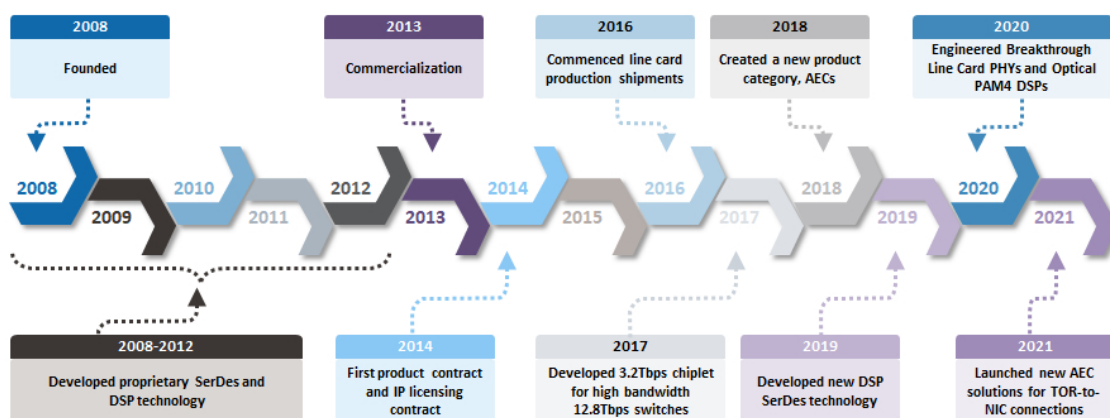 2008
Founded
2013
Commercialization
2016
Commenced line card
production shipments
2018
Created a new product
category, AECs
2020
Engineered Breakthrough
Line Card PHYs and Optical
PAM4 DSPs
2008
2009
2010
2011
2012
2013
2014
2015
2016
2017
2018
2019
2020
2021
2008-2012
Developed proprietary SerDes and
DSP technology
2014
First product contract
and IP licensing
contract
2017
Developed 3.2Tbps chiplet
for high bandwidth
12.8Tbps switches
2019
Developed new DSP
SerDes technology
2021
Launched new AEC
solutions for TOR-to-
NIC connections